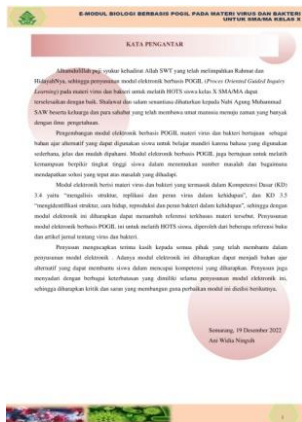 E-MODUL BIOLOGI BERBASIS POGIL PADA MATERI VIRUS DAN BAKTERI
UNTUK SMA/MA KELAS X
KATA PENGANTAR
Alhamdulillah puji syukur kehadirat Allah SWT yang telah melimpahkan Rahmat dan
HidayahNya, sehingga penyusunan modul elektronik berbasis POGIL (Proses Oriented Guided Inquiry
Learning) pada materi virus dan bakteri untuk melatih HOTS siswa kelas X SMA/MA dapat
terselesaikan dengan baik. Shalawat dan salam senantiasa dihaturkan kepada Nabi Agung Muhammad
SAW beserta keluarga dan para sahabat yang telah membawa umat manusia menuju zaman yang banyak
dengan ilmu pengetahuan.
Pengembangan modul elektronik berbasis POGIL materi virus dan bakteri bertujuan sebagai
bahan ajar alternatif yang dapat digunakan siswa untuk belajar mandiri karena bahasa yang digunakan
sederhana, jelas dan mudah dipahami. Modul elektronik berbasis POGIL juga bertujuan untuk melatih
kemampuan berpikir tingkat tinggi siswa dalam menemukan sumber masalah dan bagaimana
mendapatkan solusi yang tepat atas masalah yang dihadapi.
Modul elektronik berisi materi virus dan bakteri yang termasuk dalam Kompetensi Dasar (KD)
3.4 yaitu "menganalisis struktur, replikasi dan peran virus dalam kehidupan", dan KD 3.5
"mengidentifikasi struktur, cara hidup, reproduksi dan peran bakteri dalam kehidupan", sehingga dengan
modul elektronik ini diharapkan dapat menambah referensi terkhusus materi tersebut. Penyusunan
modul elektronik berbasis POGIL ini untuk melatih HOTS siswa, diperoleh dari beberapa referensi buku
dan artikel jurnal tentang virus dan bakteri.
Penyusun mengucapkan terima kasih kepada semua pihak yang telah membantu dalam
penyusunan modul elektronik . Adanya modul elektronik ini diharapkan dapat menjadi bahan ajar
alternatif yang dapat membantu siswa dalam mencapai kompetensi yang diharapkan. Penyusun juga
menyadari dengan berbagai keterbatasan yang dimiliki selama penyusunan modul elektronik ini,
sehingga diharapkan kritik dan saran yang membangun guna perbaikan modul ini diedisi berikutnya.
Semarang, 19 Desember 2022
Ani Widia Ningsih